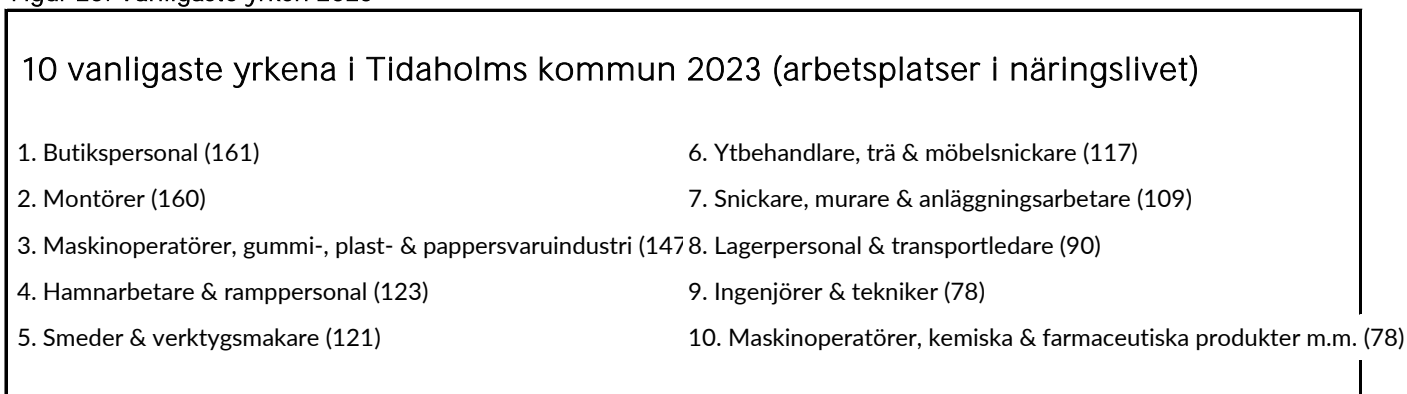 10 vanligaste yrkena i Tidaholms kommun 2023 (arbetsplatser i näringslivet)
1. Butikspersonal (161)
2. Montörer (160)
3. Maskinoperatörer, gummi-, plast- & pappersvaruindustri (147
4. Hamnarbetare & ramppersonal (123)
5. Smeder & verktygsmakare (121)
6. Ytbehandlare, trä & möbelsnickare (117)
7. Snickare, murare & anläggningsarbetare (109)
8. Lagerpersonal & transportledare (90)
9. Ingenjörer & tekniker (78)
10. Maskinoperatörer, kemiska & farmaceutiska produkter m.m. (78)